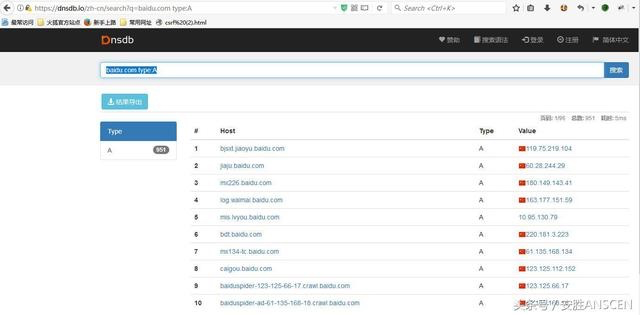 https://dnsdb.io/zh-cn/search?q=baidu.com type:A
Search <Ctrl+K>
最常访问 火狐官方站点 新手上路 常用网址 csrf%20(2).html
Dnsdb
赞助 搜索语法 登录 注册 简体中文
baidu.com type:A
搜索
结果导出
页码: 1/96 总数: 951 耗时: 5ms
Type
A 951
# Host Type Value
1 bjsxt.jiaoyu.baidu.com A 119.75.219.104
2 jiaju.baidu.com A 60.28.244.29
3 mx226.baidu.com A 180.149.143.41
4 log.waimai.baidu.com A 163.177.151.59
5 mis.lvyou.baidu.com A 10.95.130.79
6 bdt.baidu.com A 220.181.3.223
7 mx134-tc.baidu.com A 61.135.168.134
8 caigou.baidu.com A 123.125.112.152
9 baiduspider-123-125-66-17.crawl.baidu.com A 123.125.66.17
10 baiduspider-ad-61-135-168-18.crawl.baidu.com A
头条号 / 安胜ANSCEN